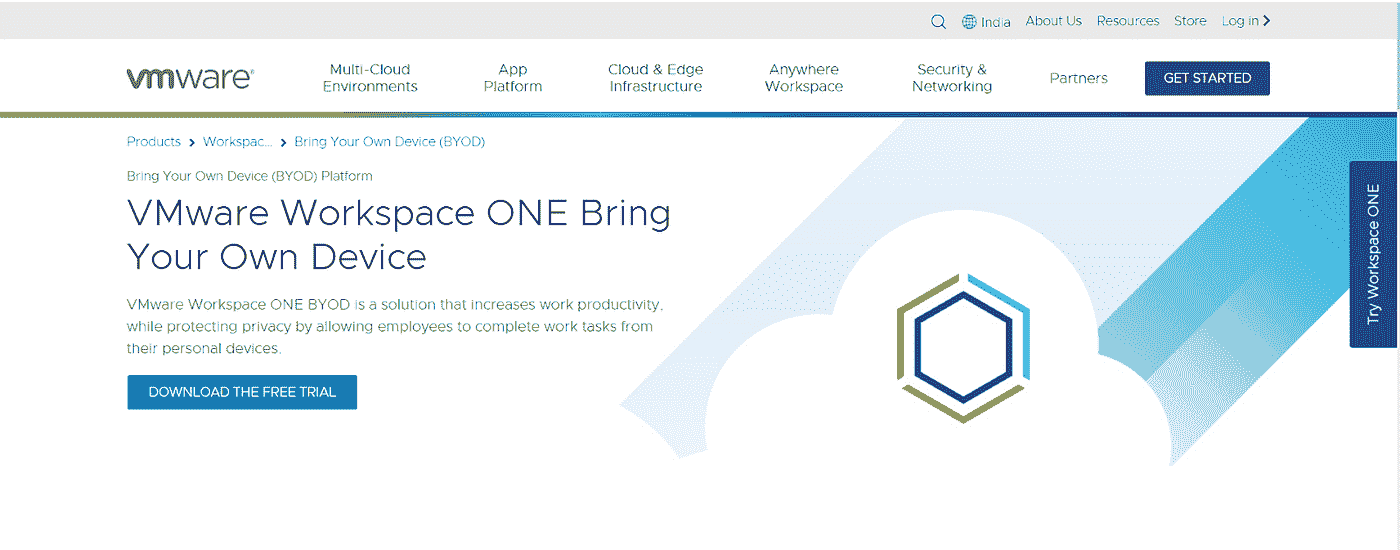 India About Us Resources Store Log in
vmware®
Multi-Cloud Environments
App Platform
Cloud & Edge Infrastructure
Anywhere Workspace
Security & Networking
Partners
GET STARTED
Products Workspac... Bring Your Own Device (BYOD)
Bring Your Own Device (BYOD) Platform
VMware Workspace ONE Bring
Your Own Device
VMware Workspace ONE BYOD is a solution that increases work productivity,
while protecting privacy by allowing employees to complete work tasks from
their personal devices.
DOWNLOAD THE FREE TRIAL
Try Workspace ONE